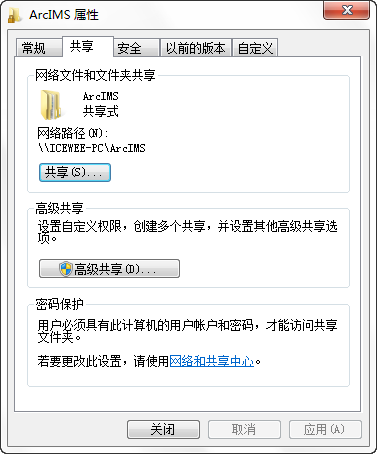 ArcIMS 属性
常规
共享
安全
以前的版本
自定义
网络文件和文件夹共享
ArcIMS
共享式
网络路径(N):
\\ICEWEE-PC\ArcIMS
共享(S)...
高级共享
设置自定义权限，创建多个共享，并设置其他高级共享选
项。
高级共享(D)...
密码保护
用户必须具有此计算机的用户帐户和密码，才能访问共享
文件夹。
若要更改此设置，请使用网络和共享中心。
关闭
取消
应用(A)